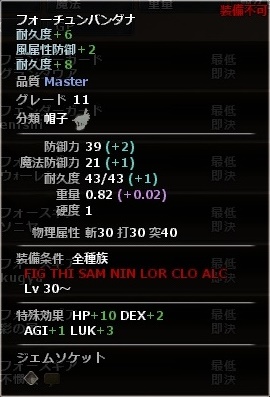 装備不可
フォーチュンバンダナ
耐久度+6
風属性防御+2
耐久度+8
品質 Master
グレード 11
分類 帽子
防御力 39 (+2)
魔法防御力 21 (+1)
耐久度 43/43 (+1)
重量 0.82 (+0.02)
硬度 1
物理属性 斬30 打30 突40
装備条件 全種族
FIG THI SAM NIN LOR CLO ALC
Lv 30～
特殊効果 HP+10 DEX+2
AGI+1 LUK+3
ジェムソケット